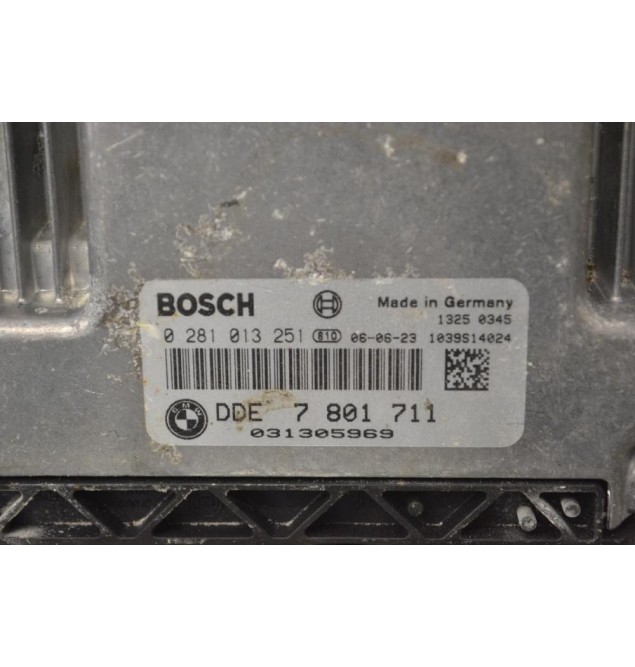 BOSCH Made in Germany
1325 0345
0 281 013 251 810 06-06-23 1039S14024
BMW DDE 7 801 711
031305969